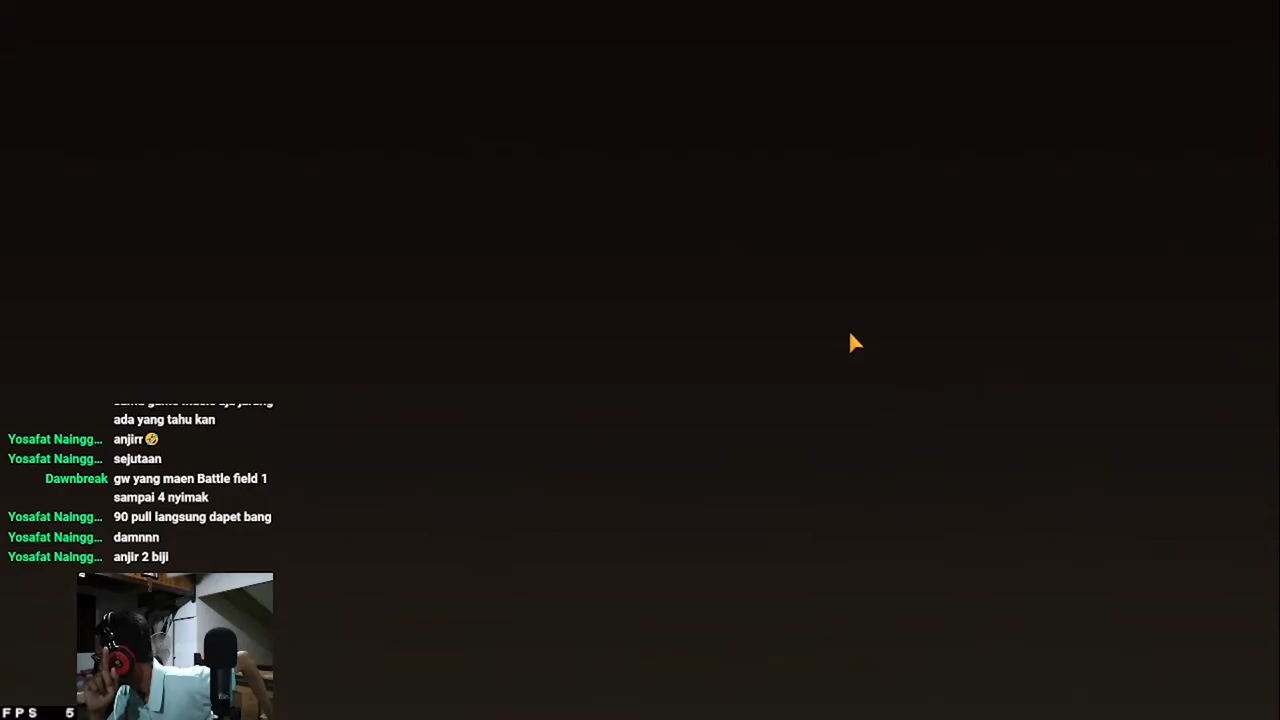 ada yang tahu kan
Yosafat Naingg... anjirr🤣
Yosafat Naingg... sejutaan
Dawnbreak gw yang maen Battle field 1
sampai 4 nyimak
Yosafat Naingg... 90 pull langsung dapet bang
Yosafat Naingg... damnnn
Yosafat Naingg... anjir 2 biji
FPS 5